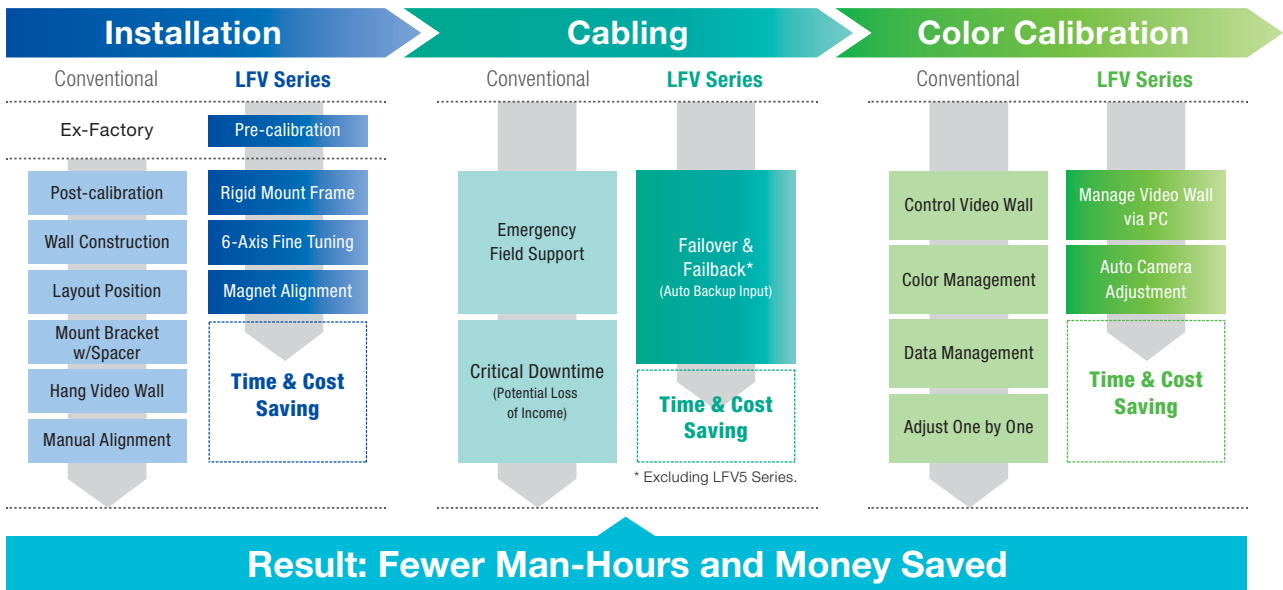 Installation
Cabling
Color Calibration
Conventional
LFV Series
Ex-Factory
Pre-calibration
Post-calibration
Wall Construction
Layout Position
Mount Bracket
w/Spacer
Hang Video Wall
Manual Alignment
Rigid Mount Frame
6-Axis Fine Tuning
Magnet Alignment
Time & Cost
Saving
Conventional
LFV Series
Emergency
Field Support
Critical Downtime
(Potential Loss
of Income)
Failover &
Failback*
(Auto Backup Input)
Time & Cost
Saving
* Excluding LFV5 Series.
Conventional
LFV Series
Control Video Wall
Color Management
Data Management
Adjust One by One
Manage Video Wall
via PC
Auto Camera
Adjustment
Time & Cost
Saving
Result: Fewer Man-Hours and Money Saved